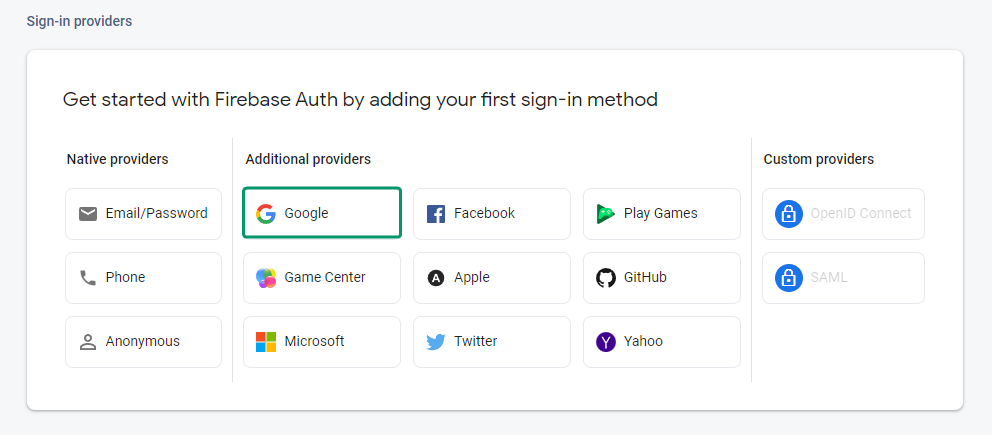 Sign-in providers
Get started with Firebase Auth by adding your first sign-in method
Native providers
Email/Password
Phone
Anonymous
Additional providers
Google
Facebook
Play Games
Game Center
Apple
GitHub
Microsoft
Twitter
Yahoo
Custom providers
OpenID Connect
SAML